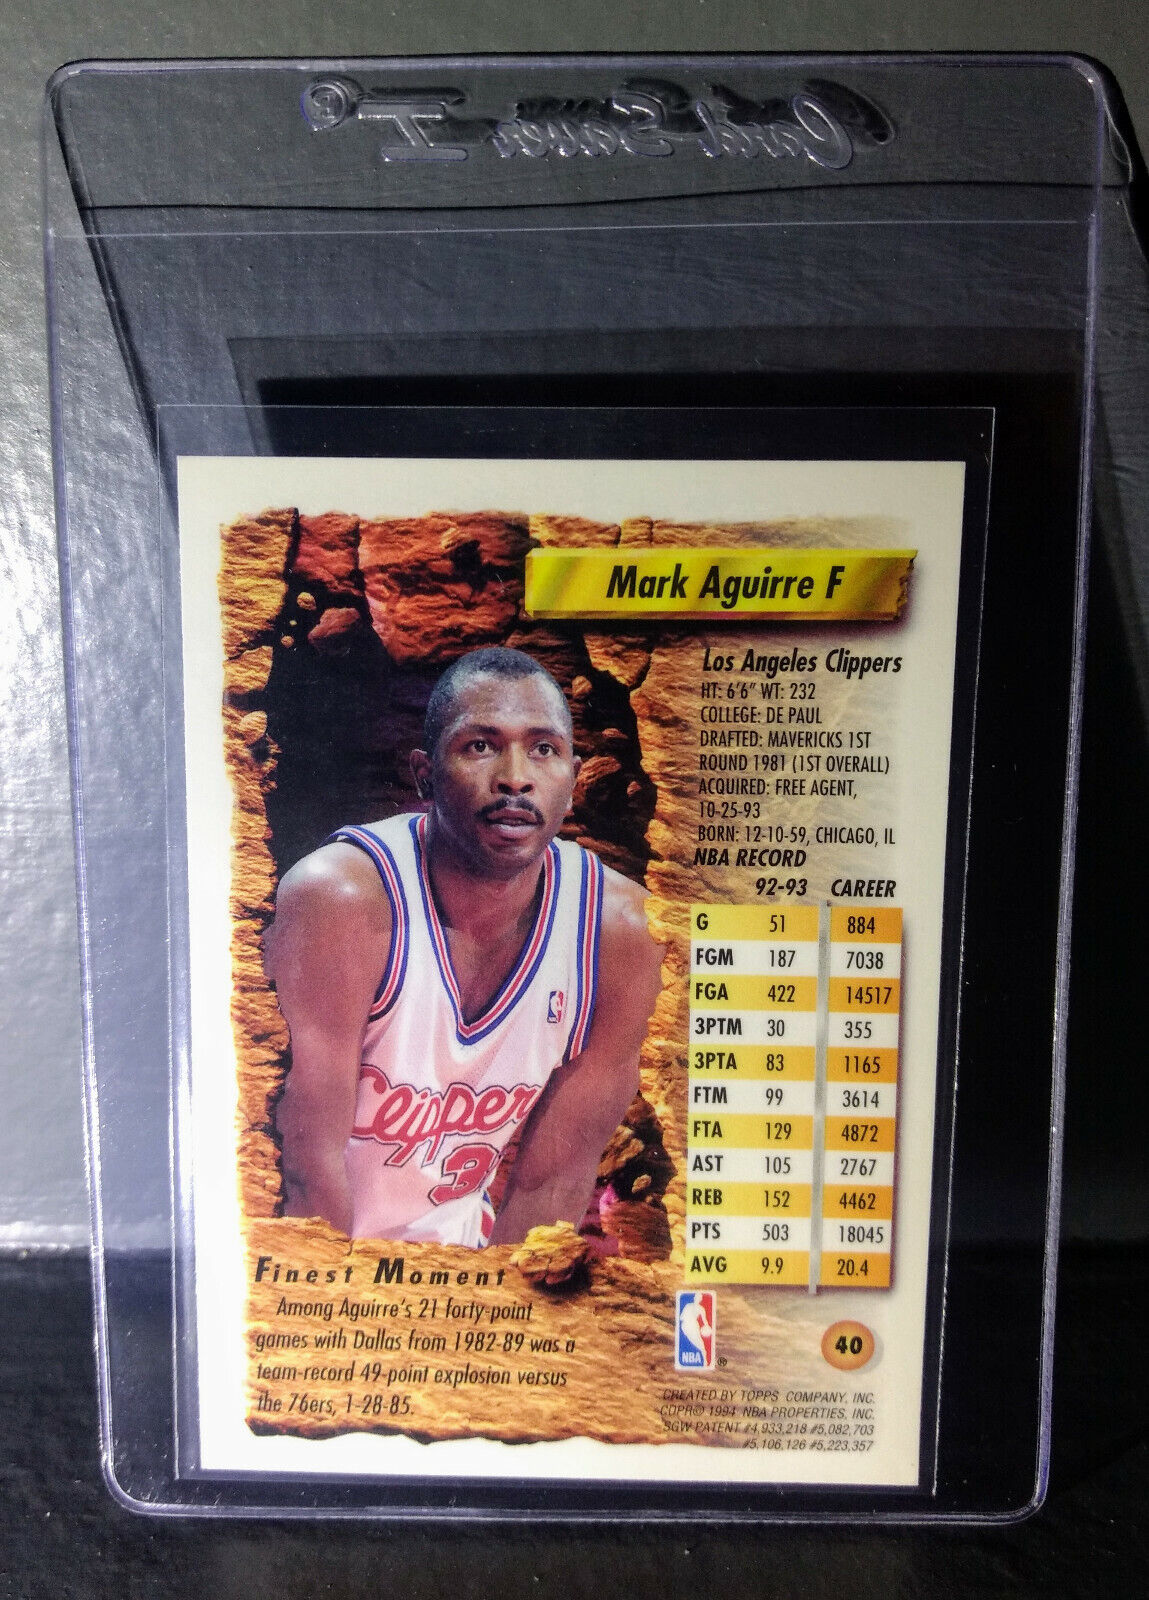 Card Saver I®
Mark Aguirre F
Los Angeles Clippers
HT: 6'6" WT: 232
COLLEGE: DE PAUL
DRAFTED: MAVERICKS 1ST
ROUND 1981 (1ST OVERALL)
ACQUIRED: FREE AGENT,
10-25-93
BORN: 12-10-59, CHICAGO, IL
NBA RECORD
92-93 CAREER
G 51 884
FGM 187 7038
FGA 422 14517
3PTM 30 355
3PTA 83 1165
FTM 99 3614
FTA 129 4872
AST 105 2767
REB 152 4462
PTS 503 18045
AVG 9.9 20.4
Clippers
3
Finest Moment
Among Aguirre's 21 forty-point
games with Dallas from 1982-89 was a
team-record 49-point explosion versus
the 76ers, 1-28-85.
NBA ®
40
CREATED BY TOPPS COMPANY, INC.
COPR© 1994 NBA PROPERTIES, INC.
SGW PATENT #4,933,218 #5,082,703
#5,106,126 #5,223,357